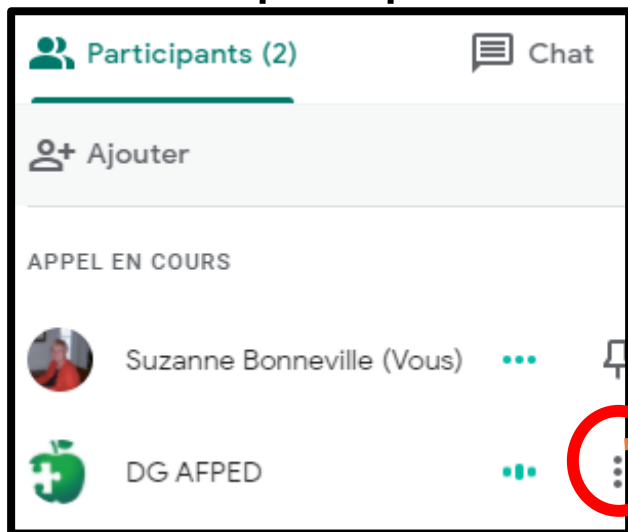 Participants (2)
Chat
Ajouter
APPEL EN COURS
Suzanne Bonneville (Vous)
DG AFPED